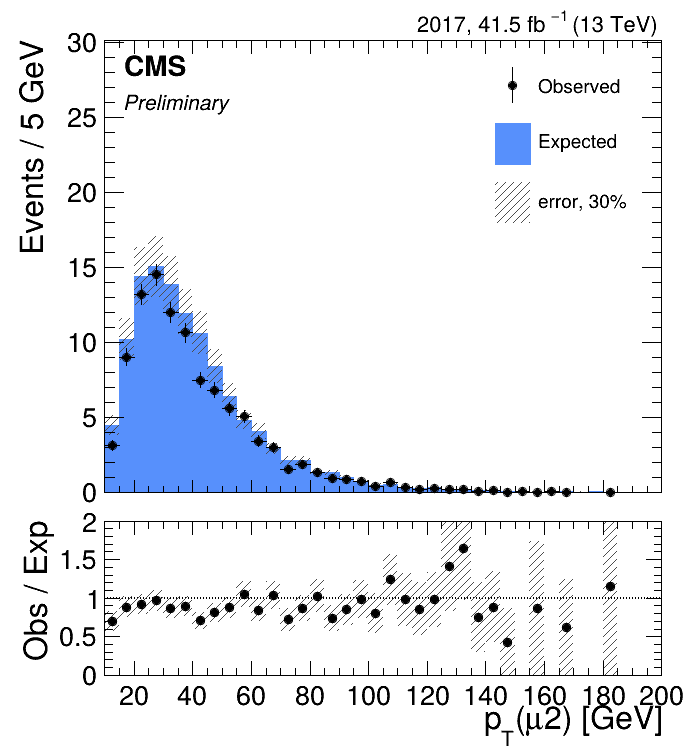 2017, 41.5 fb⁻¹ (13 TeV)
CMS
Preliminary
Observed
Expected
error, 30%
Events / 5 GeV
30
25
20
15
10
5
0
Obs / Exp
2
1.5
1
0.5
0
20 40 60 80 100 120 140 160 180 200
p_T(μ2) [GeV]